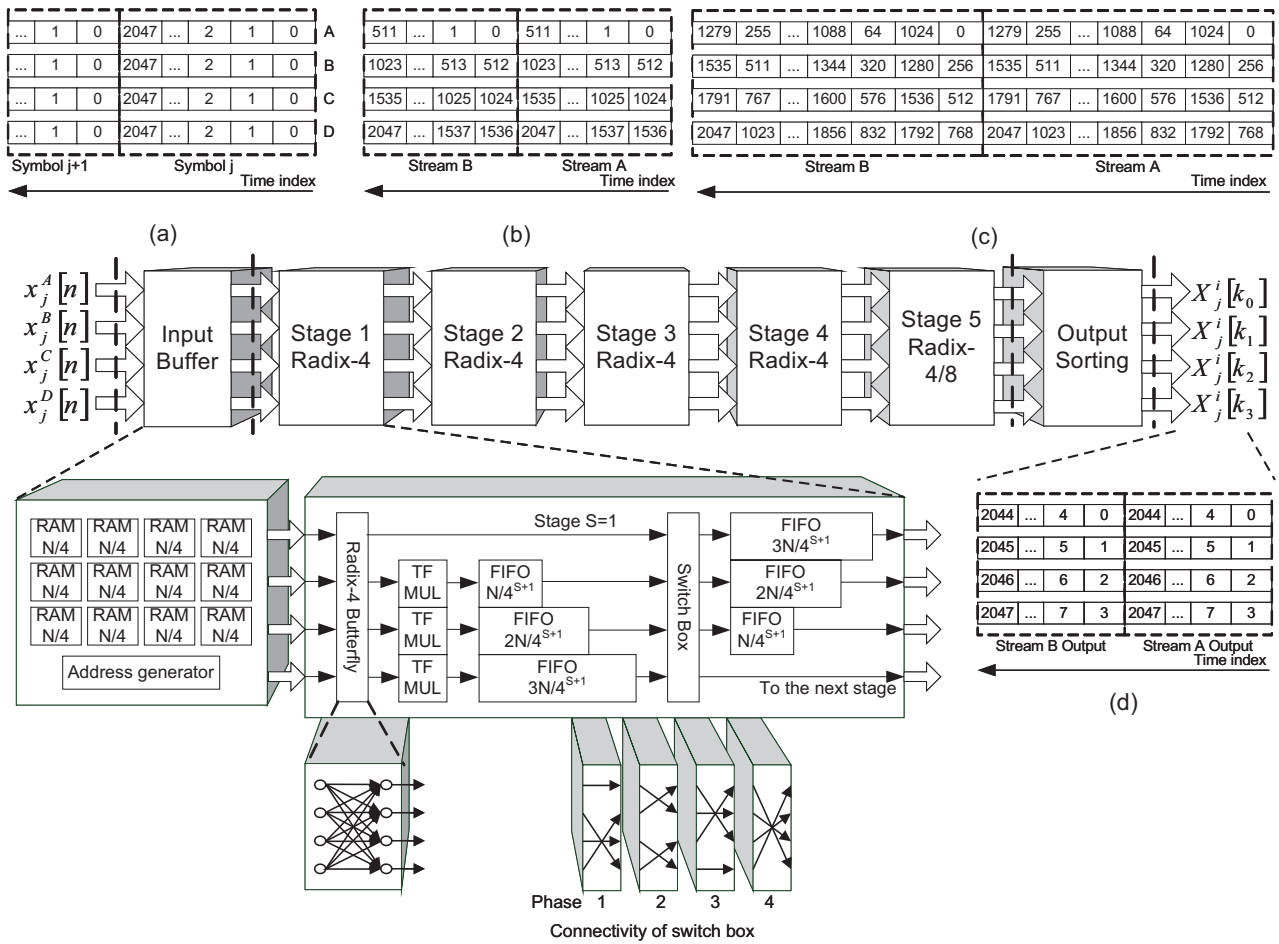 ... 1 0 2047 ... 2 1 0 A
... 1 0 2047 ... 2 1 0 B
... 1 0 2047 ... 2 1 0 C
... 1 0 2047 ... 2 1 0 D
Symbol j+1 Symbol j
Time index
(a)
511 ... 1 0 511 ... 1 0
1023 ... 513 512 1023 ... 513 512
1535 ... 1025 1024 1535 ... 1025 1024
2047 ... 1537 1536 2047 ... 1537 1536
Stream B Stream A
Time index
(b)
1279 255 ... 1088 64 1024 0 1279 255 ... 1088 64 1024 0
1535 511 ... 1344 320 1280 256 1535 511 ... 1344 320 1280 256
1791 767 ... 1600 576 1536 512 1791 767 ... 1600 576 1536 512
2047 1023 ... 1856 832 1792 768 2047 1023 ... 1856 832 1792 768
Stream B Stream A
Time index
(c)
x_j^A[n]
x_j^B[n]
x_j^C[n]
x_j^D[n]
Input
Buffer
Stage 1
Radix-4
Stage 2
Radix-4
Stage 3
Radix-4
Stage 4
Radix-4
Stage 5
Radix-
4/8
Output
Sorting
X_j^i[k_0]
X_j^i[k_1]
X_j^i[k_2]
X_j^i[k_3]
RAM RAM RAM RAM
N/4 N/4 N/4 N/4
RAM RAM RAM RAM
N/4 N/4 N/4 N/4
RAM RAM RAM RAM
N/4 N/4 N/4 N/4
Address generator
Radix-4 Butterfly
Stage S=1
TF
MUL
TF
MUL
TF
MUL
FIFO
N/4^{S+1}
FIFO
2N/4^{S+1}
FIFO
3N/4^{S+1}
Switch Box
FIFO
3N/4^{S+1}
FIFO
2N/4^{S+1}
FIFO
N/4^{S+1}
To the next stage
2044 ... 4 0 2044 ... 4 0
2045 ... 5 1 2045 ... 5 1
2046 ... 6 2 2046 ... 6 2
2047 ... 7 3 2047 ... 7 3
Stream B Output Stream A Output
Time index
(d)
Phase 1 2 3 4
Connectivity of switch box